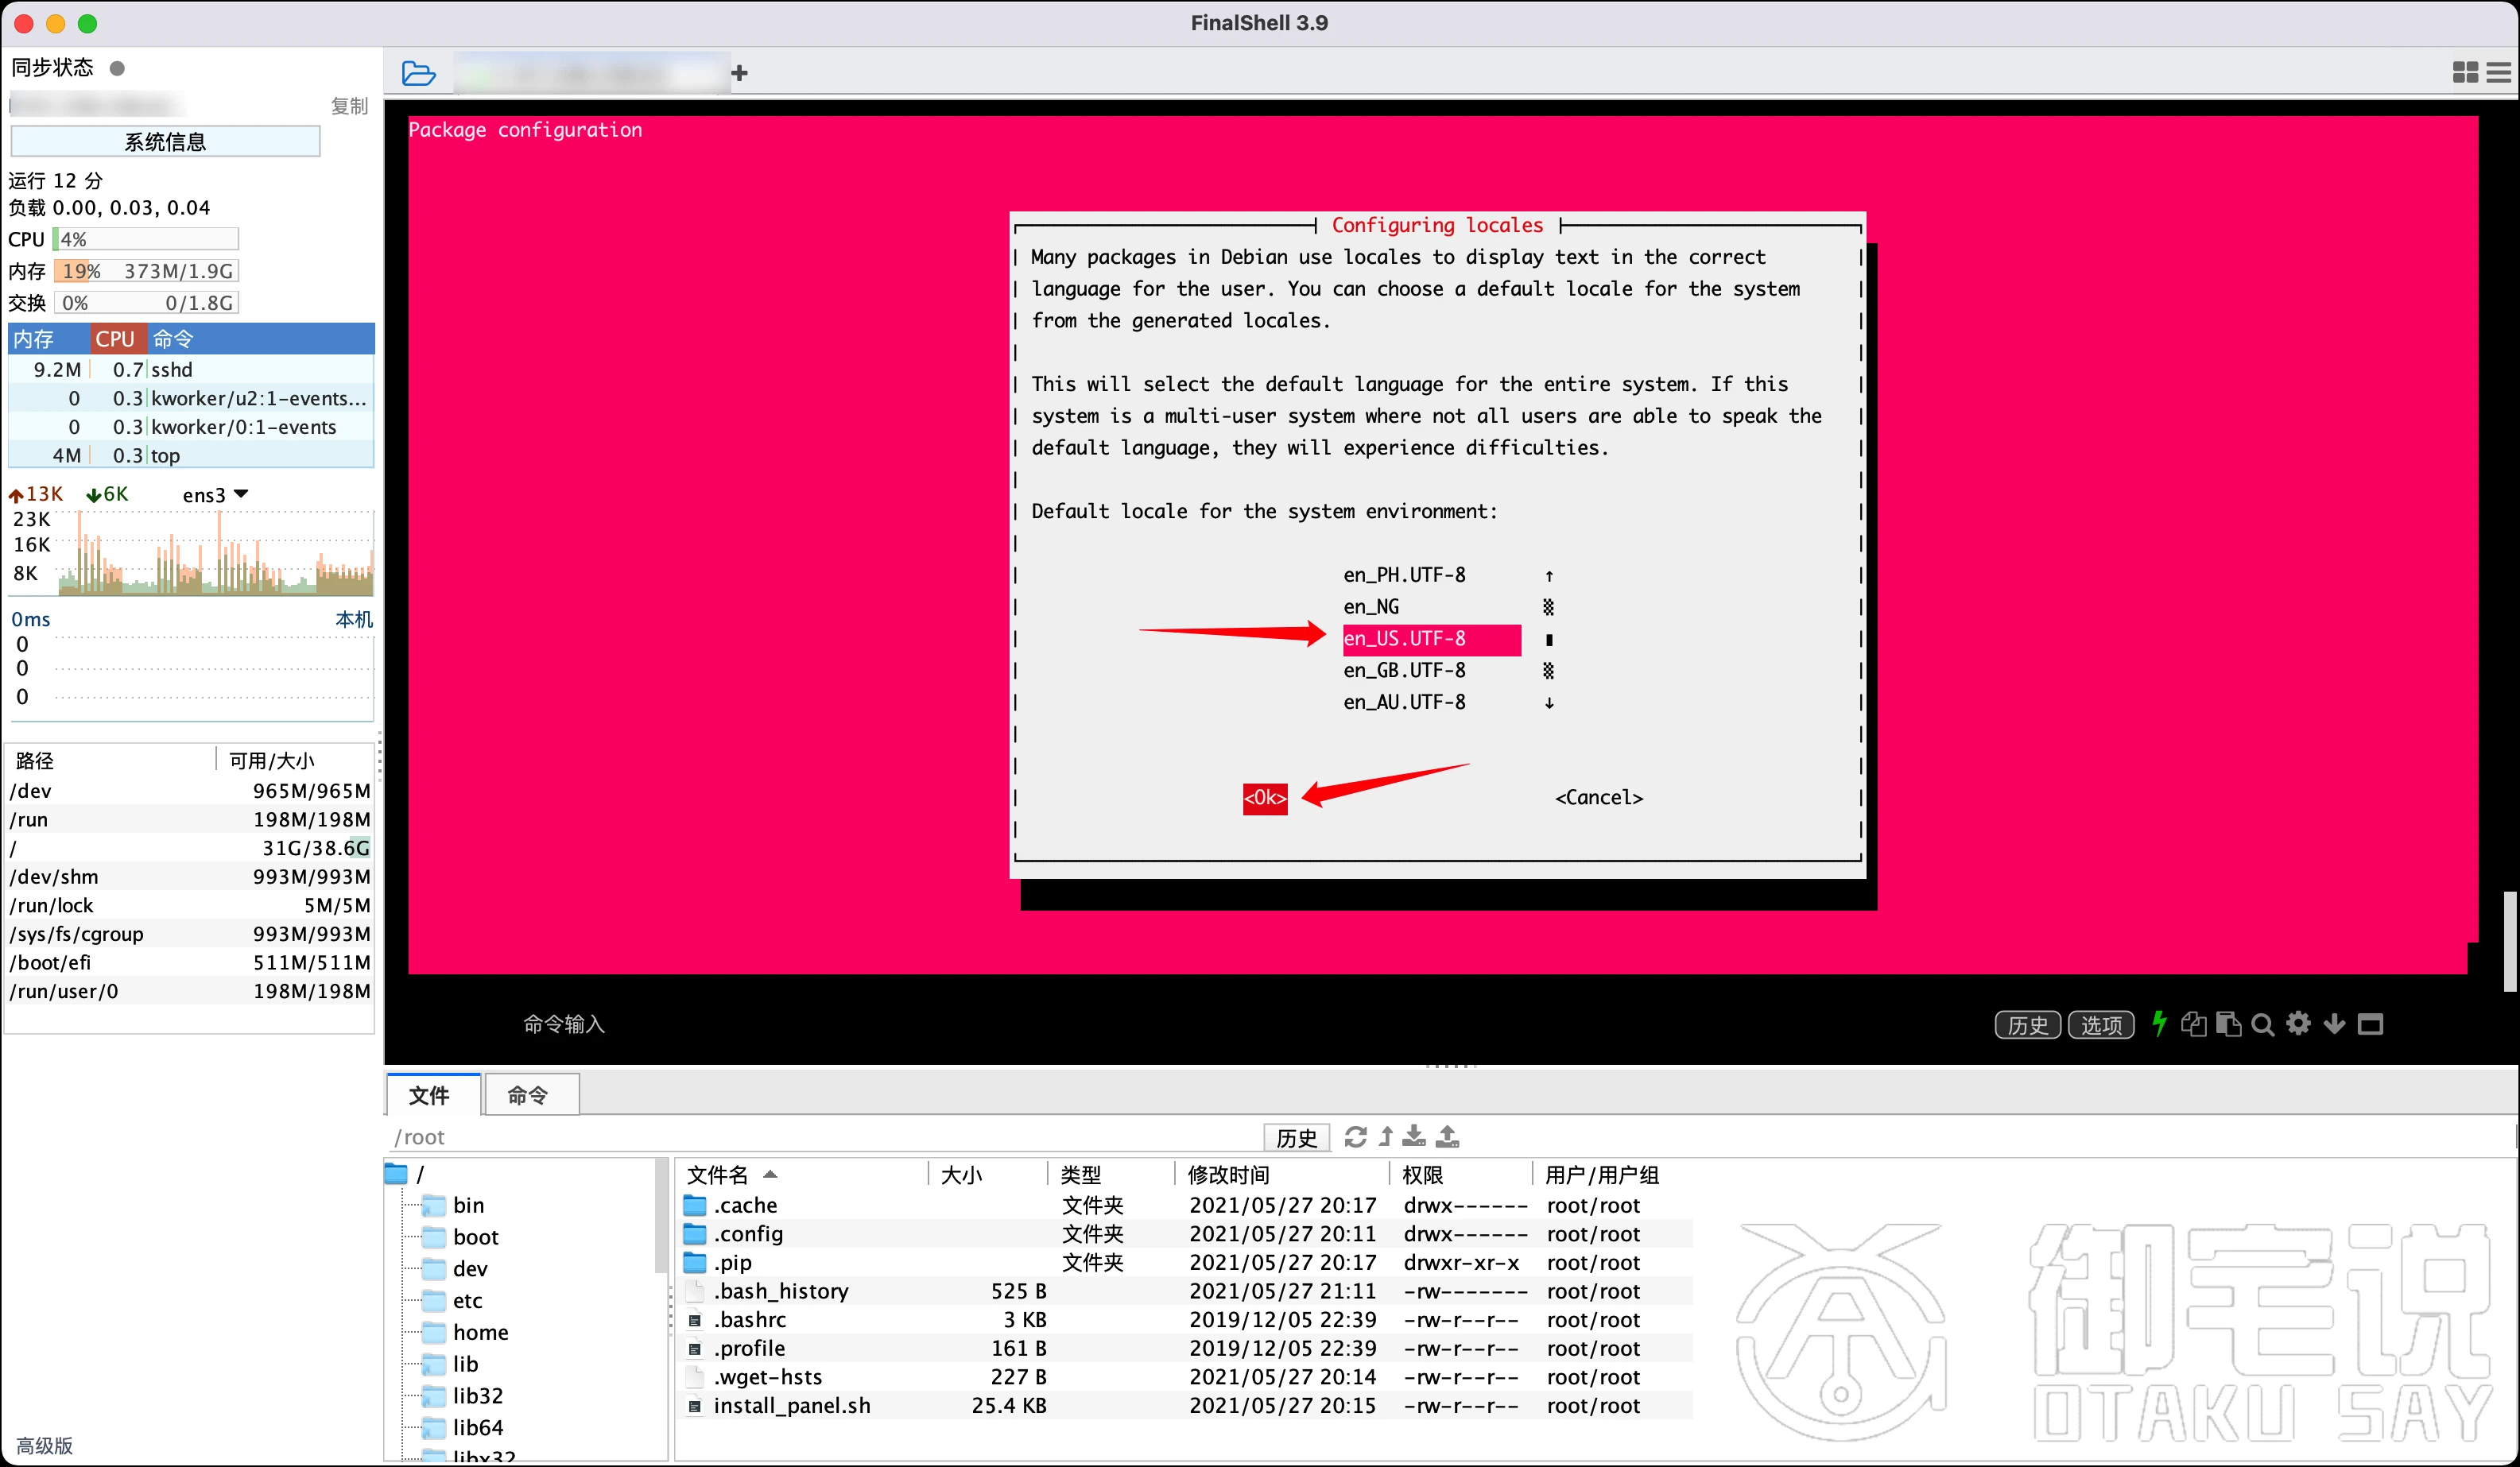 FinalShell 3.9
同步状态
复制
系统信息
运行 12 分
负载 0.00, 0.03, 0.04
CPU 4%
内存 19% 373M/1.9G
交换 0% 0/1.8G
内存 CPU 命令
9.2M 0.7 sshd
0 0.3 kworker/u2:1-events...
0 0.3 kworker/0:1-events
4M 0.3 top
13K 6K ens3
23K
16K
8K
0ms 本机
0
0
0
路径 可用/大小
/dev 965M/965M
/run 198M/198M
/ 31G/38.6G
/dev/shm 993M/993M
/run/lock 5M/5M
/sys/fs/cgroup 993M/993M
/boot/efi 511M/511M
/run/user/0 198M/198M
高级版
Package configuration
Configuring locales
Many packages in Debian use locales to display text in the correct
language for the user. You can choose a default locale for the system
from the generated locales.
This will select the default language for the entire system. If this
system is a multi-user system where not all users are able to speak the
default language, they will experience difficulties.
Default locale for the system environment:
en_PH.UTF-8
en_NG
en_US.UTF-8
en_GB.UTF-8
en_AU.UTF-8
<Ok> <Cancel>
命令输入
历史 选项
文件 命令
/root 历史
/
bin
boot
dev
etc
home
lib
lib32
lib64
libx32
文件名 大小 类型 修改时间 权限 用户/用户组
.cache 文件夹 2021/05/27 20:17 drwx------ root/root
.config 文件夹 2021/05/27 20:11 drwx------ root/root
.pip 文件夹 2021/05/27 20:17 drwxr-xr-x root/root
.bash_history 525 B 2021/05/27 21:11 -rw------- root/root
.bashrc 3 KB 2019/12/05 22:39 -rw-r--r-- root/root
.profile 161 B 2019/12/05 22:39 -rw-r--r-- root/root
.wget-hsts 227 B 2021/05/27 20:14 -rw-r--r-- root/root
install_panel.sh 25.4 KB 2021/05/27 20:15 -rw-r--r-- root/root
御宅说
OTAKU SAY